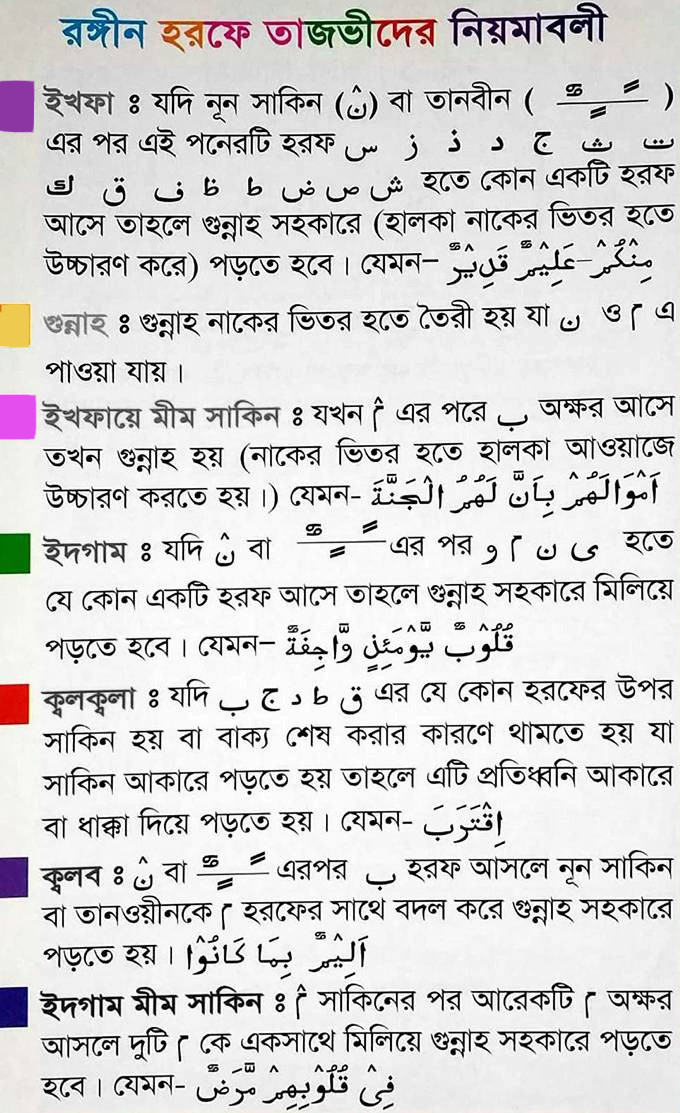 রঙ্গীন হরফে তাজভীদের নিয়মাবলী
ইখফা ঃ যদি নূন সাকিন (نْ) বা তানবীন ( ـًـٍـٌ )
এর পর এই পনেরটি হরফ ت ث ج د ذ ز س
ش ص ض ط ظ ف ق ك হতে কোন একটি হরফ
আসে তাহলে গুন্নাহ সহকারে (হালকা নাকের ভিতর হতে
উচ্চারণ করে) পড়তে হবে। যেমন- مِنْكُمْ-عَلِيْمٌ قَدِيْرٌ
গুন্নাহ ঃ গুন্নাহ নাকের ভিতর হতে তৈরী হয় যা ن ও م এ
পাওয়া যায়।
ইখফায়ে মীম সাকিন ঃ যখন مْ এর পরে ب অক্ষর আসে
তখন গুন্নাহ হয় (নাকের ভিতর হতে হালকা আওয়াজে
উচ্চারণ করতে হয়।) যেমন- اَمْوَالَهُمْ بِاَنَّ لَهُمُ الْجَنَّةَ
ইদগাম ঃ যদি نْ বা ـًـٍـٌ এর পর ى ن م و হতে
যে কোন একটি হরফ আসে তাহলে গুন্নাহ সহকারে মিলিয়ে
পড়তে হবে। যেমন- قُلُوْبٌ يَّوْمَئِذٍ وَّاجِفَةٌ
ক্বলক্বলা ঃ যদি ق ط د ج ب এর যে কোন হরফের উপর
সাকিন হয় বা বাক্য শেষ করার কারণে থামতে হয় যা
সাকিন আকারে পড়তে হয় তাহলে এটি প্রতিধ্বনি আকারে
বা ধাক্কা দিয়ে পড়তে হয়। যেমন- اِقْتَرَبَ
ক্বলব ঃ نْ বা ـًـٍـٌ এরপর ب হরফ আসলে নূন সাকিন
বা তানওয়ীনকে م হরফের সাথে বদল করে গুন্নাহ সহকারে
পড়তে হয়। اَلِيْمٌ بِمَا كَانُوْا
ইদগাম মীম সাকিন ঃ مْ সাকিনের পর আরেকটি م অক্ষর
আসলে দুটি م কে একসাথে মিলিয়ে গুন্নাহ সহকারে পড়তে
হবে। যেমন- فِىْ قُلُوْبِهِمْ مَّرَضٌ